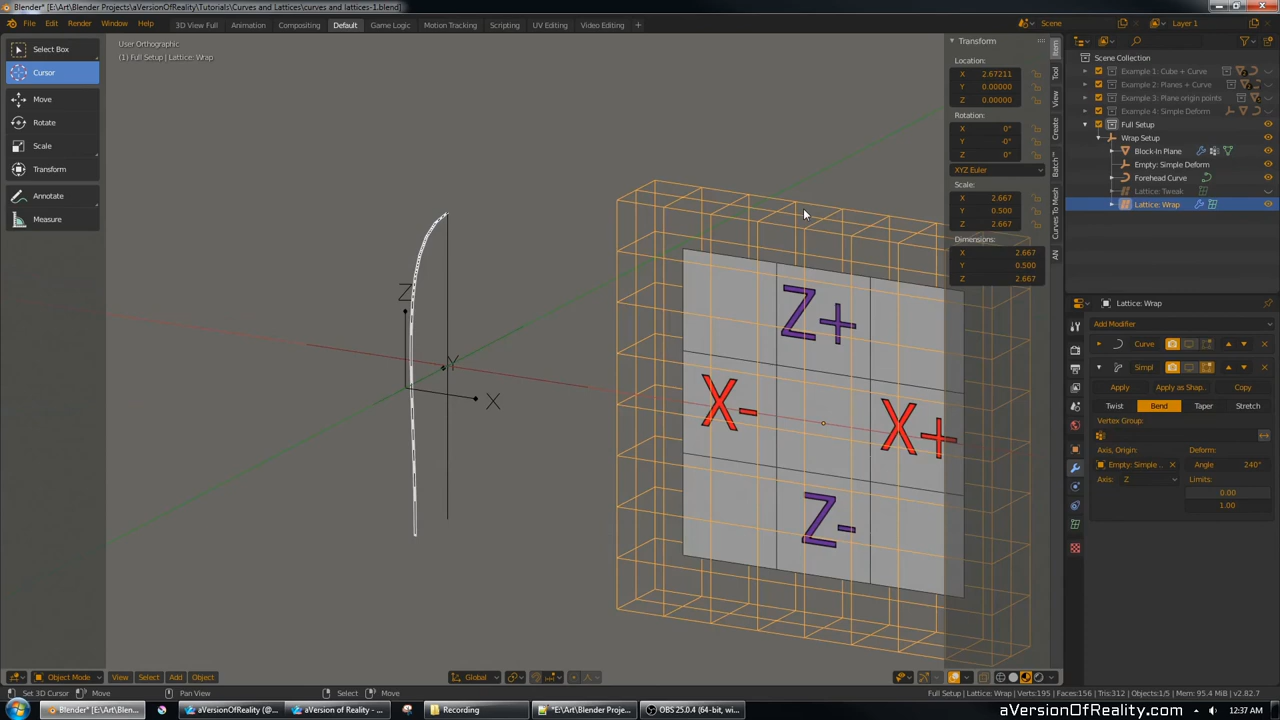 Blender* [E:\Art\Blender Projects\aVersionOfReality\Tutorials\Curves and Lattices\curves and lattices-1.blend]
File Edit Render Window Help
3D View Full Animation Compositing Default Game Logic Motion Tracking Scripting UV Editing Video Editing +
Scene
Layer 1
Select Box
Cursor
Move
Rotate
Scale
Transform
Annotate
Measure
User Orthographic
(1) Full Setup | Lattice: Wrap
Z
Y
X
Z+
X-
X+
Z-
Transform
Location:
X 2.67211
Y 0.00000
Z 0.00000
Rotation:
X 0°
Y -0°
Z 0°
XYZ Euler
Scale:
X 2.667
Y 0.500
Z 2.667
Dimensions:
X 2.667
Y 0.500
Z 2.667
Item
Tool
View
Create
Batch™
Curves To Mesh
AN
Scene Collection
Example 1: Cube + Curve
Example 2: Planes + Curve
Example 3: Plane origin points
Example 4: Simple Deform
Full Setup
Wrap Setup
Block-In Plane
Empty: Simple Deform
Forehead Curve
Lattice: Tweak
Lattice: Wrap
Lattice: Wrap
Add Modifier
Curve
Simpl
Apply Apply as Shap.. Copy
Twist Bend Taper Stretch
Vertex Group:
Axis, Origin: Deform:
Empty: Simple .. Angle 240°
Axis: Z Limits:
0.00
1.00
Object Mode View Select Add Object
Global
Set 3D Cursor Move Pan View Select Move
Full Setup | Lattice: Wrap | Verts:195 | Faces:156 | Tris:312 | Objects:1/5 | Mem: 95.4 MiB | v2.82.7
Blender* [E:\Art\Ble... aVersionOfReality (@... aVersion of Reality - ... Recording *E:\Art\Blender Proje... OBS 25.0.4 (64-bit, wi...
12:37 AM
aVersionOfReality.com